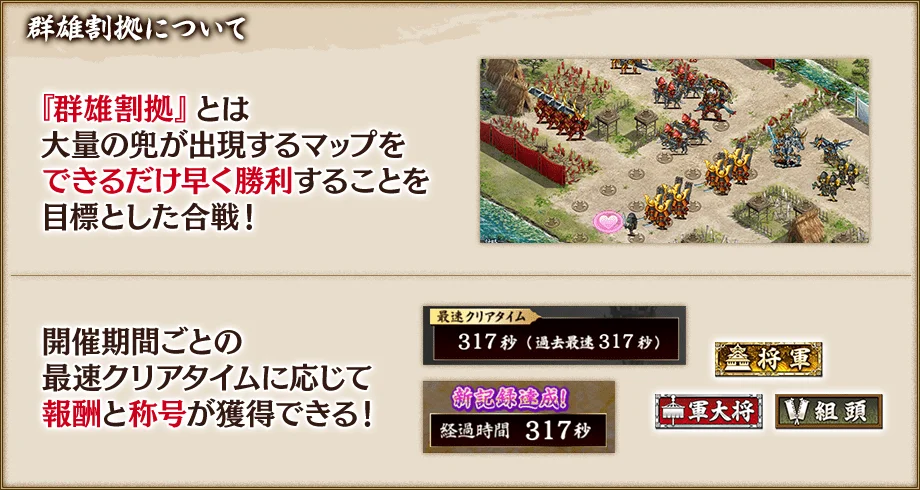 群雄割拠について
『群雄割拠』とは
大量の兜が出現するマップを
できるだけ早く勝利することを
目標とした合戦！
開催期間ごとの
最速クリアタイムに応じて
報酬と称号が獲得できる！
最速クリアタイム
317秒（過去最速317秒）
新記録達成！
経過時間 317秒
将軍
軍大将
組頭